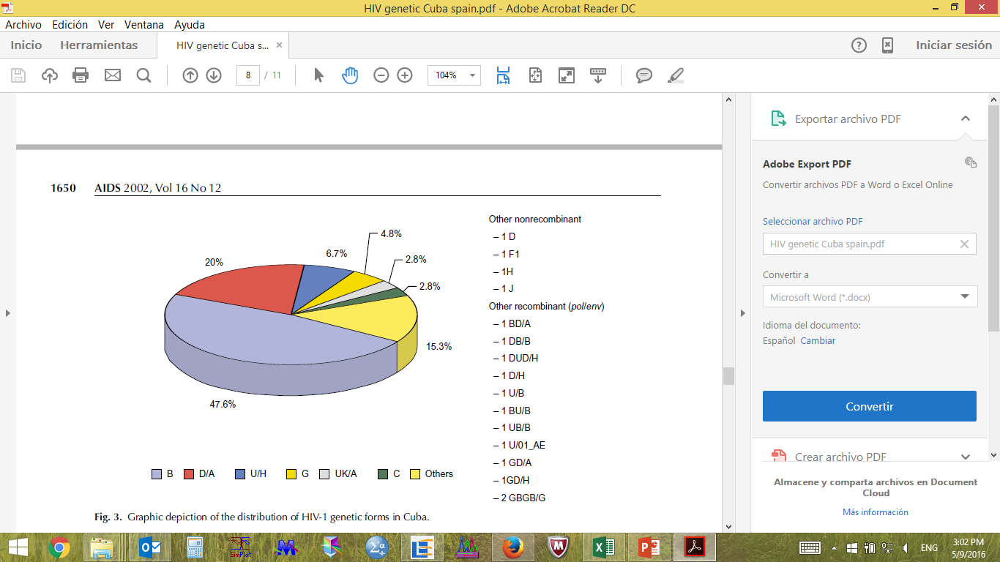 HIV genetic Cuba spain.pdf - Adobe Acrobat Reader DC
Archivo Edición Ver Ventana Ayuda
Inicio Herramientas HIV genetic Cuba s... × Iniciar sesión
8 / 11 104%
1650 AIDS 2002, Vol 16 No 12
20%
6.7%
4.8%
2.8%
2.8%
15.3%
47.6%
B D/A U/H G UK/A C Others
Other nonrecombinant
– 1 D
– 1 F1
– 1H
– 1 J
Other recombinant (pol/env)
– 1 BD/A
– 1 DB/B
– 1 DUD/H
– 1 D/H
– 1 U/B
– 1 BU/B
– 1 UB/B
– 1 U/01_AE
– 1 GD/A
– 1GD/H
– 2 GBGB/G
Fig. 3. Graphic depiction of the distribution of HIV-1 genetic forms in Cuba.
Exportar archivo PDF
Adobe Export PDF
Convertir archivos PDF a Word o Excel Online
Seleccionar archivo PDF
HIV genetic Cuba spain.pdf
Convertir a
Microsoft Word (*.docx)
Idioma del documento:
Español Cambiar
Convertir
Crear archivo PDF
Almacene y comparta archivos en Document
Cloud
Más información
SimPlot
ENG
3:02 PM
5/9/2016